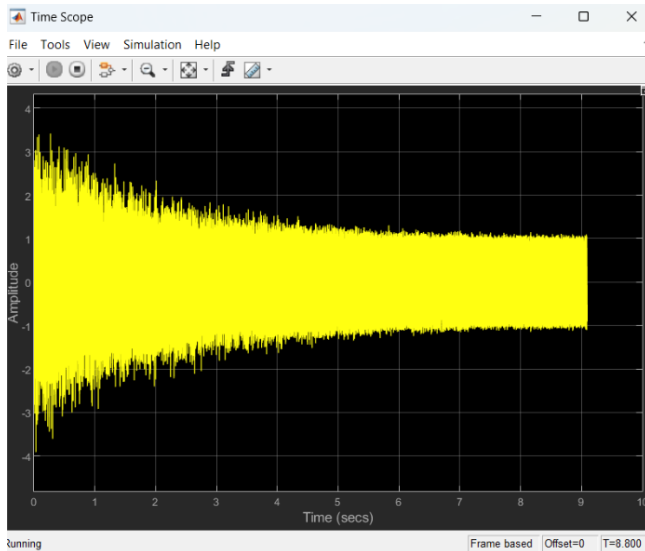 Time Scope
File Tools View Simulation Help
4
3
2
1
0
-1
-2
-3
-4
Amplitude
0 1 2 3 4 5 6 7 8 9 10
Time (secs)
Running Frame based Offset=0 T=8.800